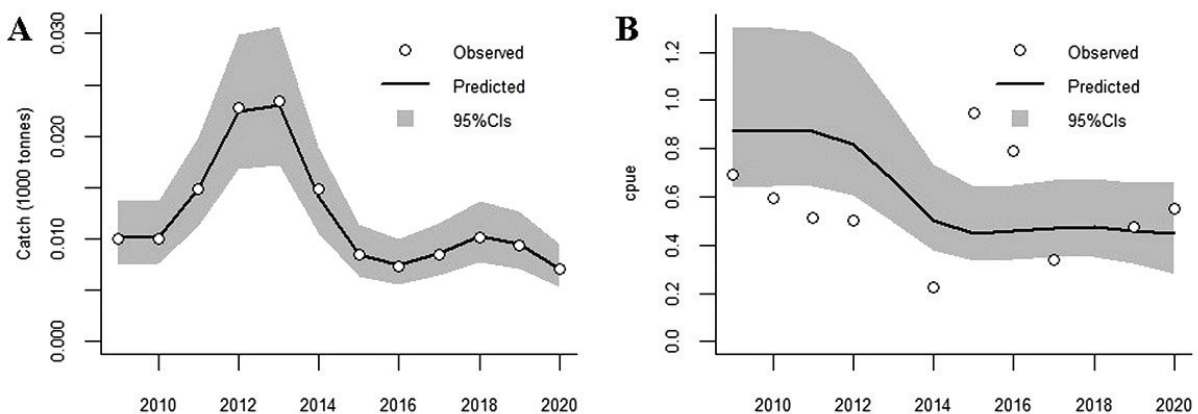 A
Catch (1000 tonnes)
0.030
0.020
0.010
0.000
Observed
Predicted
95%CIs
2010 2012 2014 2016 2018 2020
B
cpue
1.2
1.0
0.8
0.6
0.4
0.2
0.0
Observed
Predicted
95%CIs
2010 2012 2014 2016 2018 2020